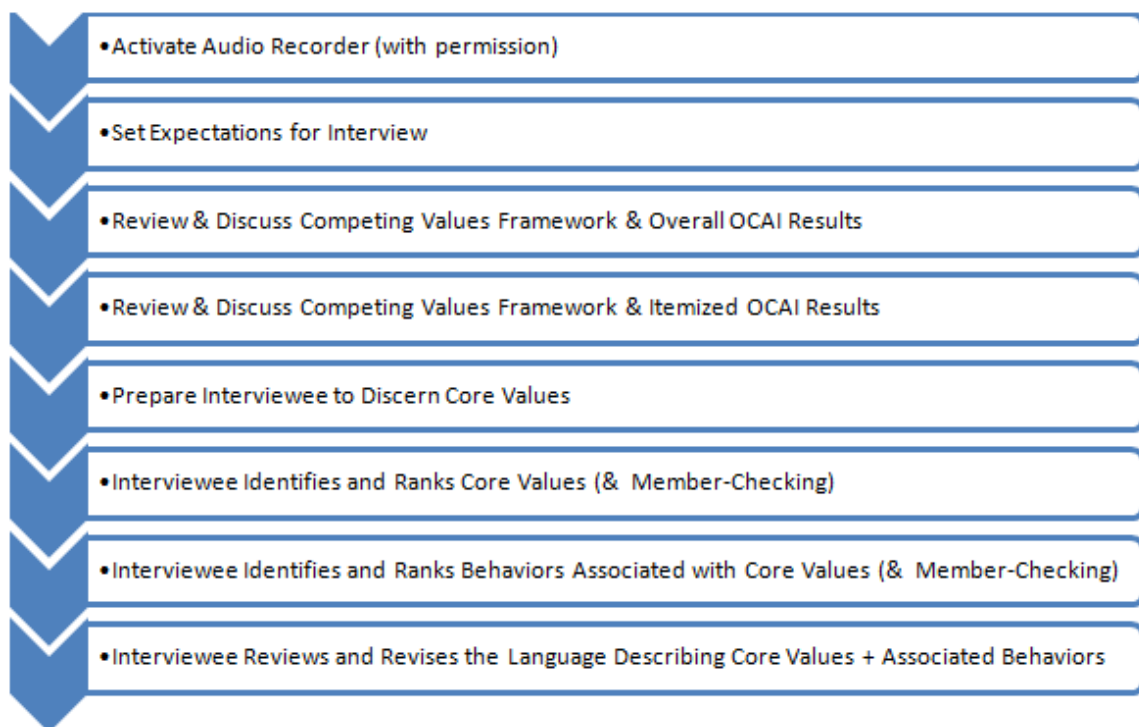 •Activate Audio Recorder (with permission)
•Set Expectations for Interview
•Review & Discuss Competing Values Framework & Overall OCAI Results
•Review & Discuss Competing Values Framework & Itemized OCAI Results
•Prepare Interviewee to Discern Core Values
•Interviewee Identifies and Ranks Core Values (& Member-Checking)
•Interviewee Identifies and Ranks Behaviors Associated with Core Values (& Member-Checking)
•Interviewee Reviews and Revises the Language Describing Core Values + Associated Behaviors